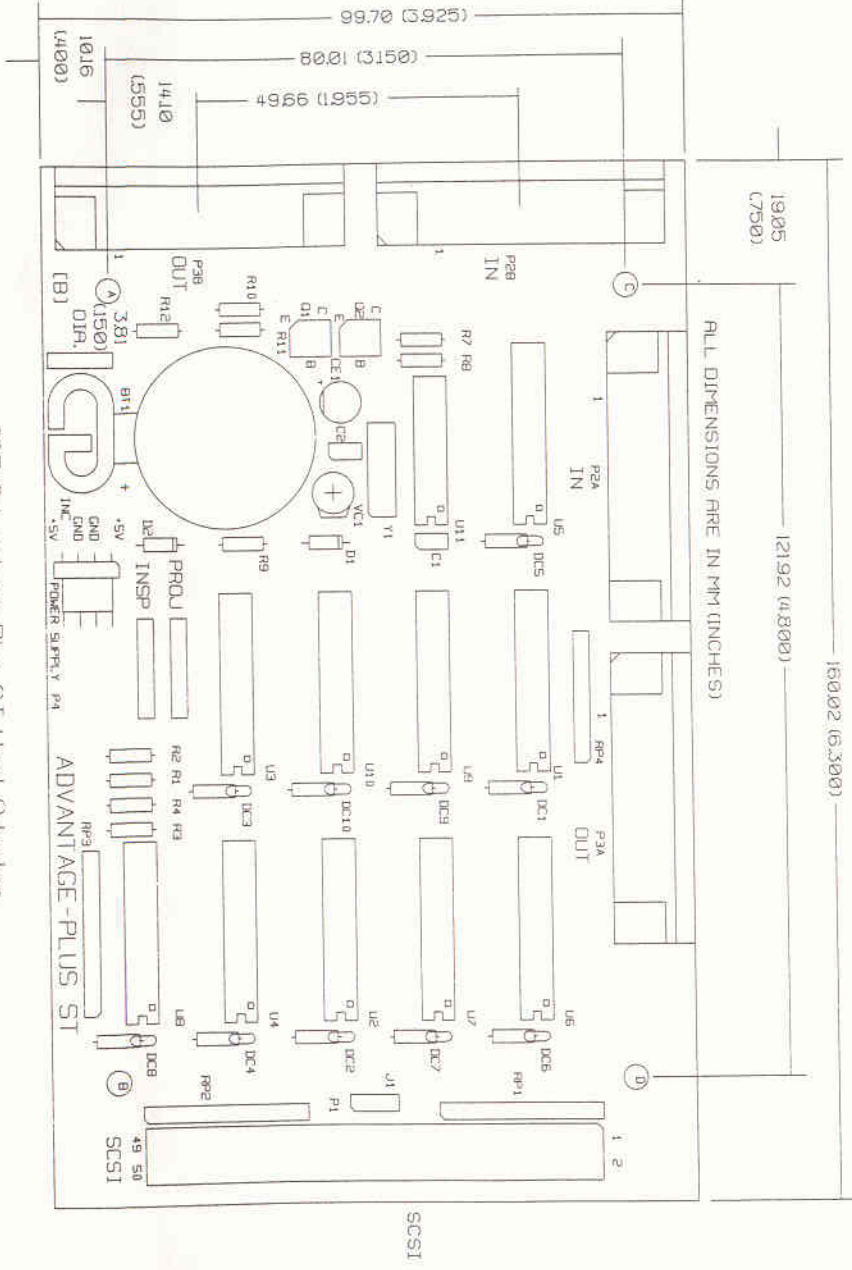 99.70 (3.925)
80.01 (3.150)
49.66 (1.955)
10.16
(.400)
14.10
(.555)
19.05
(.750)
160.02 (6.300)
121.92 (4.800)
ALL DIMENSIONS ARE IN MM (INCHES)
1
P3B
OUT
1
P2B
IN
[B]
A
3.81
(.150)
DIA.
R12
R10
R11
E
Q1
C
B
E
Q2
C
B
R7
R8
C
1
P2A
IN
BT1
+
CE1
+
C2
VC1
Y1
U11
U5
INC
+5V
GND
GND
+5V
D2
R9
D1
C1
DC5
POWER SUPPLY P4
INSP
PROJ
1
RP4
P3A
OUT
U3
U10
U9
U1
DC3
DC10
DC9
DC1
R2
R1
R4
R3
RP3
ADVANTAGE-PLUS ST
U8
U4
U2
U7
U6
DC8
DC4
DC2
DC7
DC6
B
D
RP2
P1
J1
RP1
49 50
SCSI
1
2
SCSI